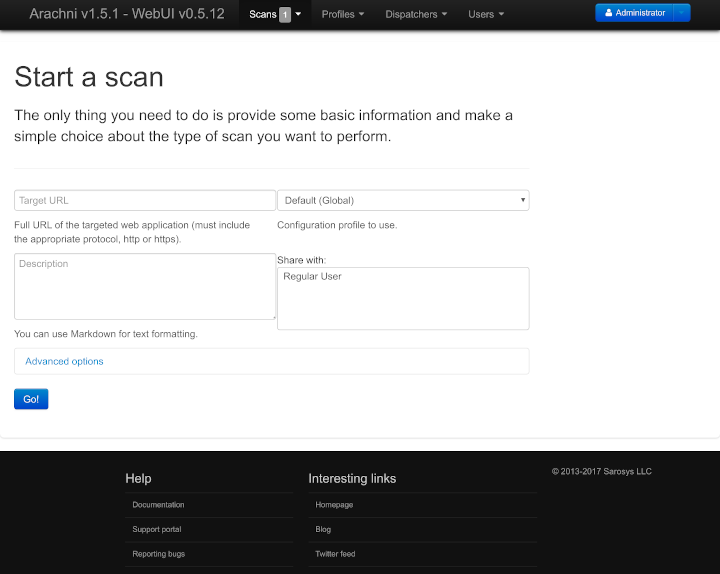 Arachni v1.5.1 - WebUI v0.5.12
Scans 1
Profiles
Dispatchers
Users
Administrator
Start a scan
The only thing you need to do is provide some basic information and make a
simple choice about the type of scan you want to perform.
Target URL
Default (Global)
Full URL of the targeted web application (must include
the appropriate protocol, http or https).
Configuration profile to use.
Description
Share with:
Regular User
You can use Markdown for text formatting.
Advanced options
Go!
Help
Documentation
Support portal
Reporting bugs
Interesting links
Homepage
Blog
Twitter feed
© 2013-2017 Sarosys LLC